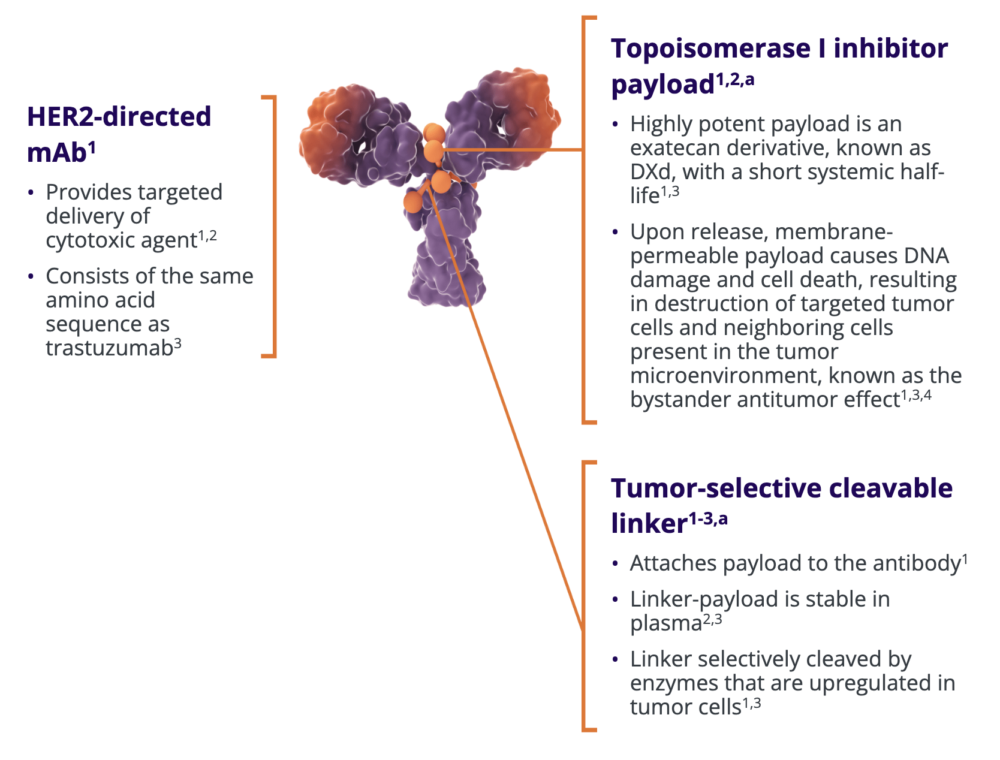 HER2-directed
mAb1
• Provides targeted
delivery of
cytotoxic agent1,2
• Consists of the same
amino acid
sequence as
trastuzumab3
Topoisomerase I inhibitor
payload1,2,a
• Highly potent payload is an
exatecan derivative, known as
DXd, with a short systemic half-
life1,3
• Upon release, membrane-
permeable payload causes DNA
damage and cell death, resulting
in destruction of targeted tumor
cells and neighboring cells
present in the tumor
microenvironment, known as the
bystander antitumor effect1,3,4
Tumor-selective cleavable
linker1-3,a
• Attaches payload to the antibody1
• Linker-payload is stable in
plasma2,3
• Linker selectively cleaved by
enzymes that are upregulated in
tumor cells1,3